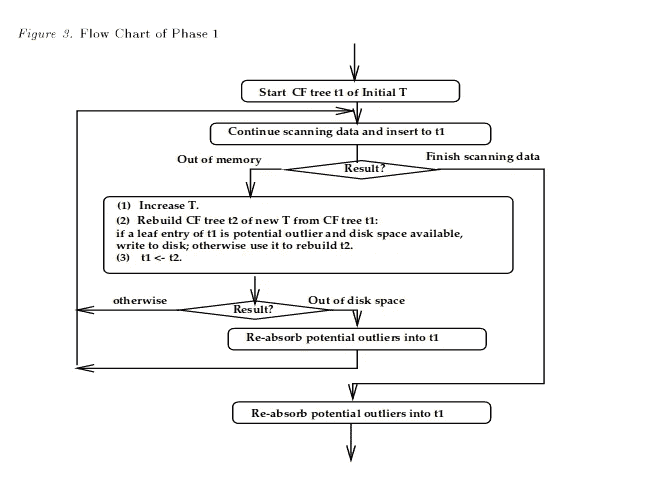 Figure 3. Flow Chart of Phase 1
Start CF tree t1 of Initial T
Continue scanning data and insert to t1
Out of memory
Result?
Finish scanning data
(1) Increase T.
(2) Rebuild CF tree t2 of new T from CF tree t1:
if a leaf entry of t1 is potential outlier and disk space available,
write to disk; otherwise use it to rebuild t2.
(3) t1 <- t2.
otherwise
Result?
Out of disk space
Re-absorb potential outliers into t1
Re-absorb potential outliers into t1